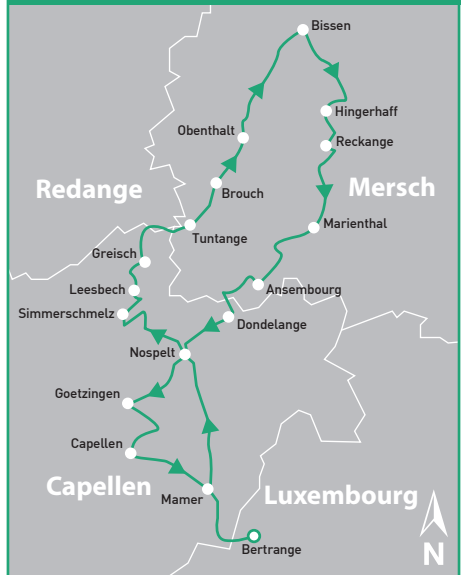 Bissen
Hingerhaff
Obenthalt
Reckange
Redange
Brouch
Mersch
Marienthal
Tuntange
Greisch
Leesbech
Ansembourg
Simmerschmelz
Dondelange
Nospelt
Goetzingen
Capellen
Capellen
Mamer
Luxembourg
Bertrange
N